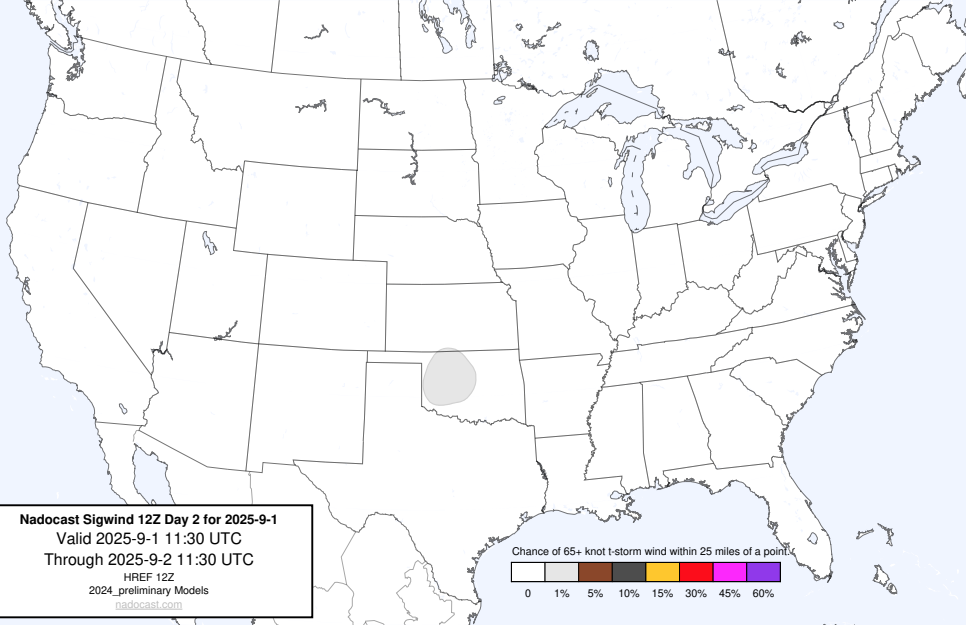 Nadocast Sigwind 12Z Day 2 for 2025-9-1
Valid 2025-9-1 11:30 UTC
Through 2025-9-2 11:30 UTC
HREF 12Z
2024_preliminary Models
nadocast.com
Chance of 65+ knot t-storm wind within 25 miles of a point.
0 1% 5% 10% 15% 30% 45% 60%